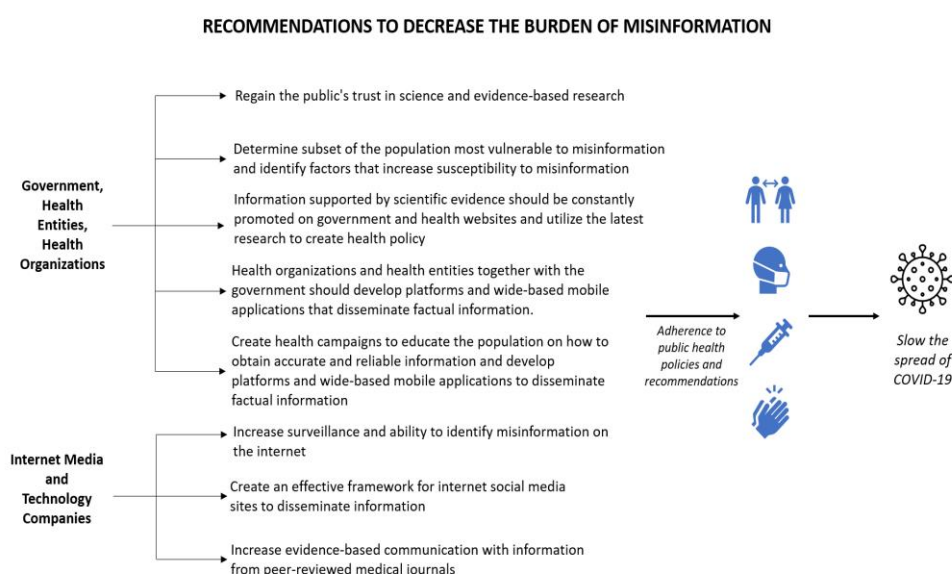 RECOMMENDATIONS TO DECREASE THE BURDEN OF MISINFORMATION
Government,
Health
Entities,
Health
Organizations
Regain the public's trust in science and evidence-based research
Determine subset of the population most vulnerable to misinformation
and identify factors that increase susceptibility to misinformation
Information supported by scientific evidence should be constantly
promoted on government and health websites and utilize the latest
research to create health policy
Health organizations and health entities together with the
government should develop platforms and wide-based mobile
applications that disseminate factual information.
Create health campaigns to educate the population on how to
obtain accurate and reliable information and develop
platforms and wide-based mobile applications to disseminate
factual information
Internet Media
and
Technology
Companies
Increase surveillance and ability to identify misinformation on
the internet
Create an effective framework for internet social media
sites to disseminate information
Increase evidence-based communication with information
from peer-reviewed medical journals
Adherence to
public health
policies and
recommendations
Slow the
spread of
COVID-19